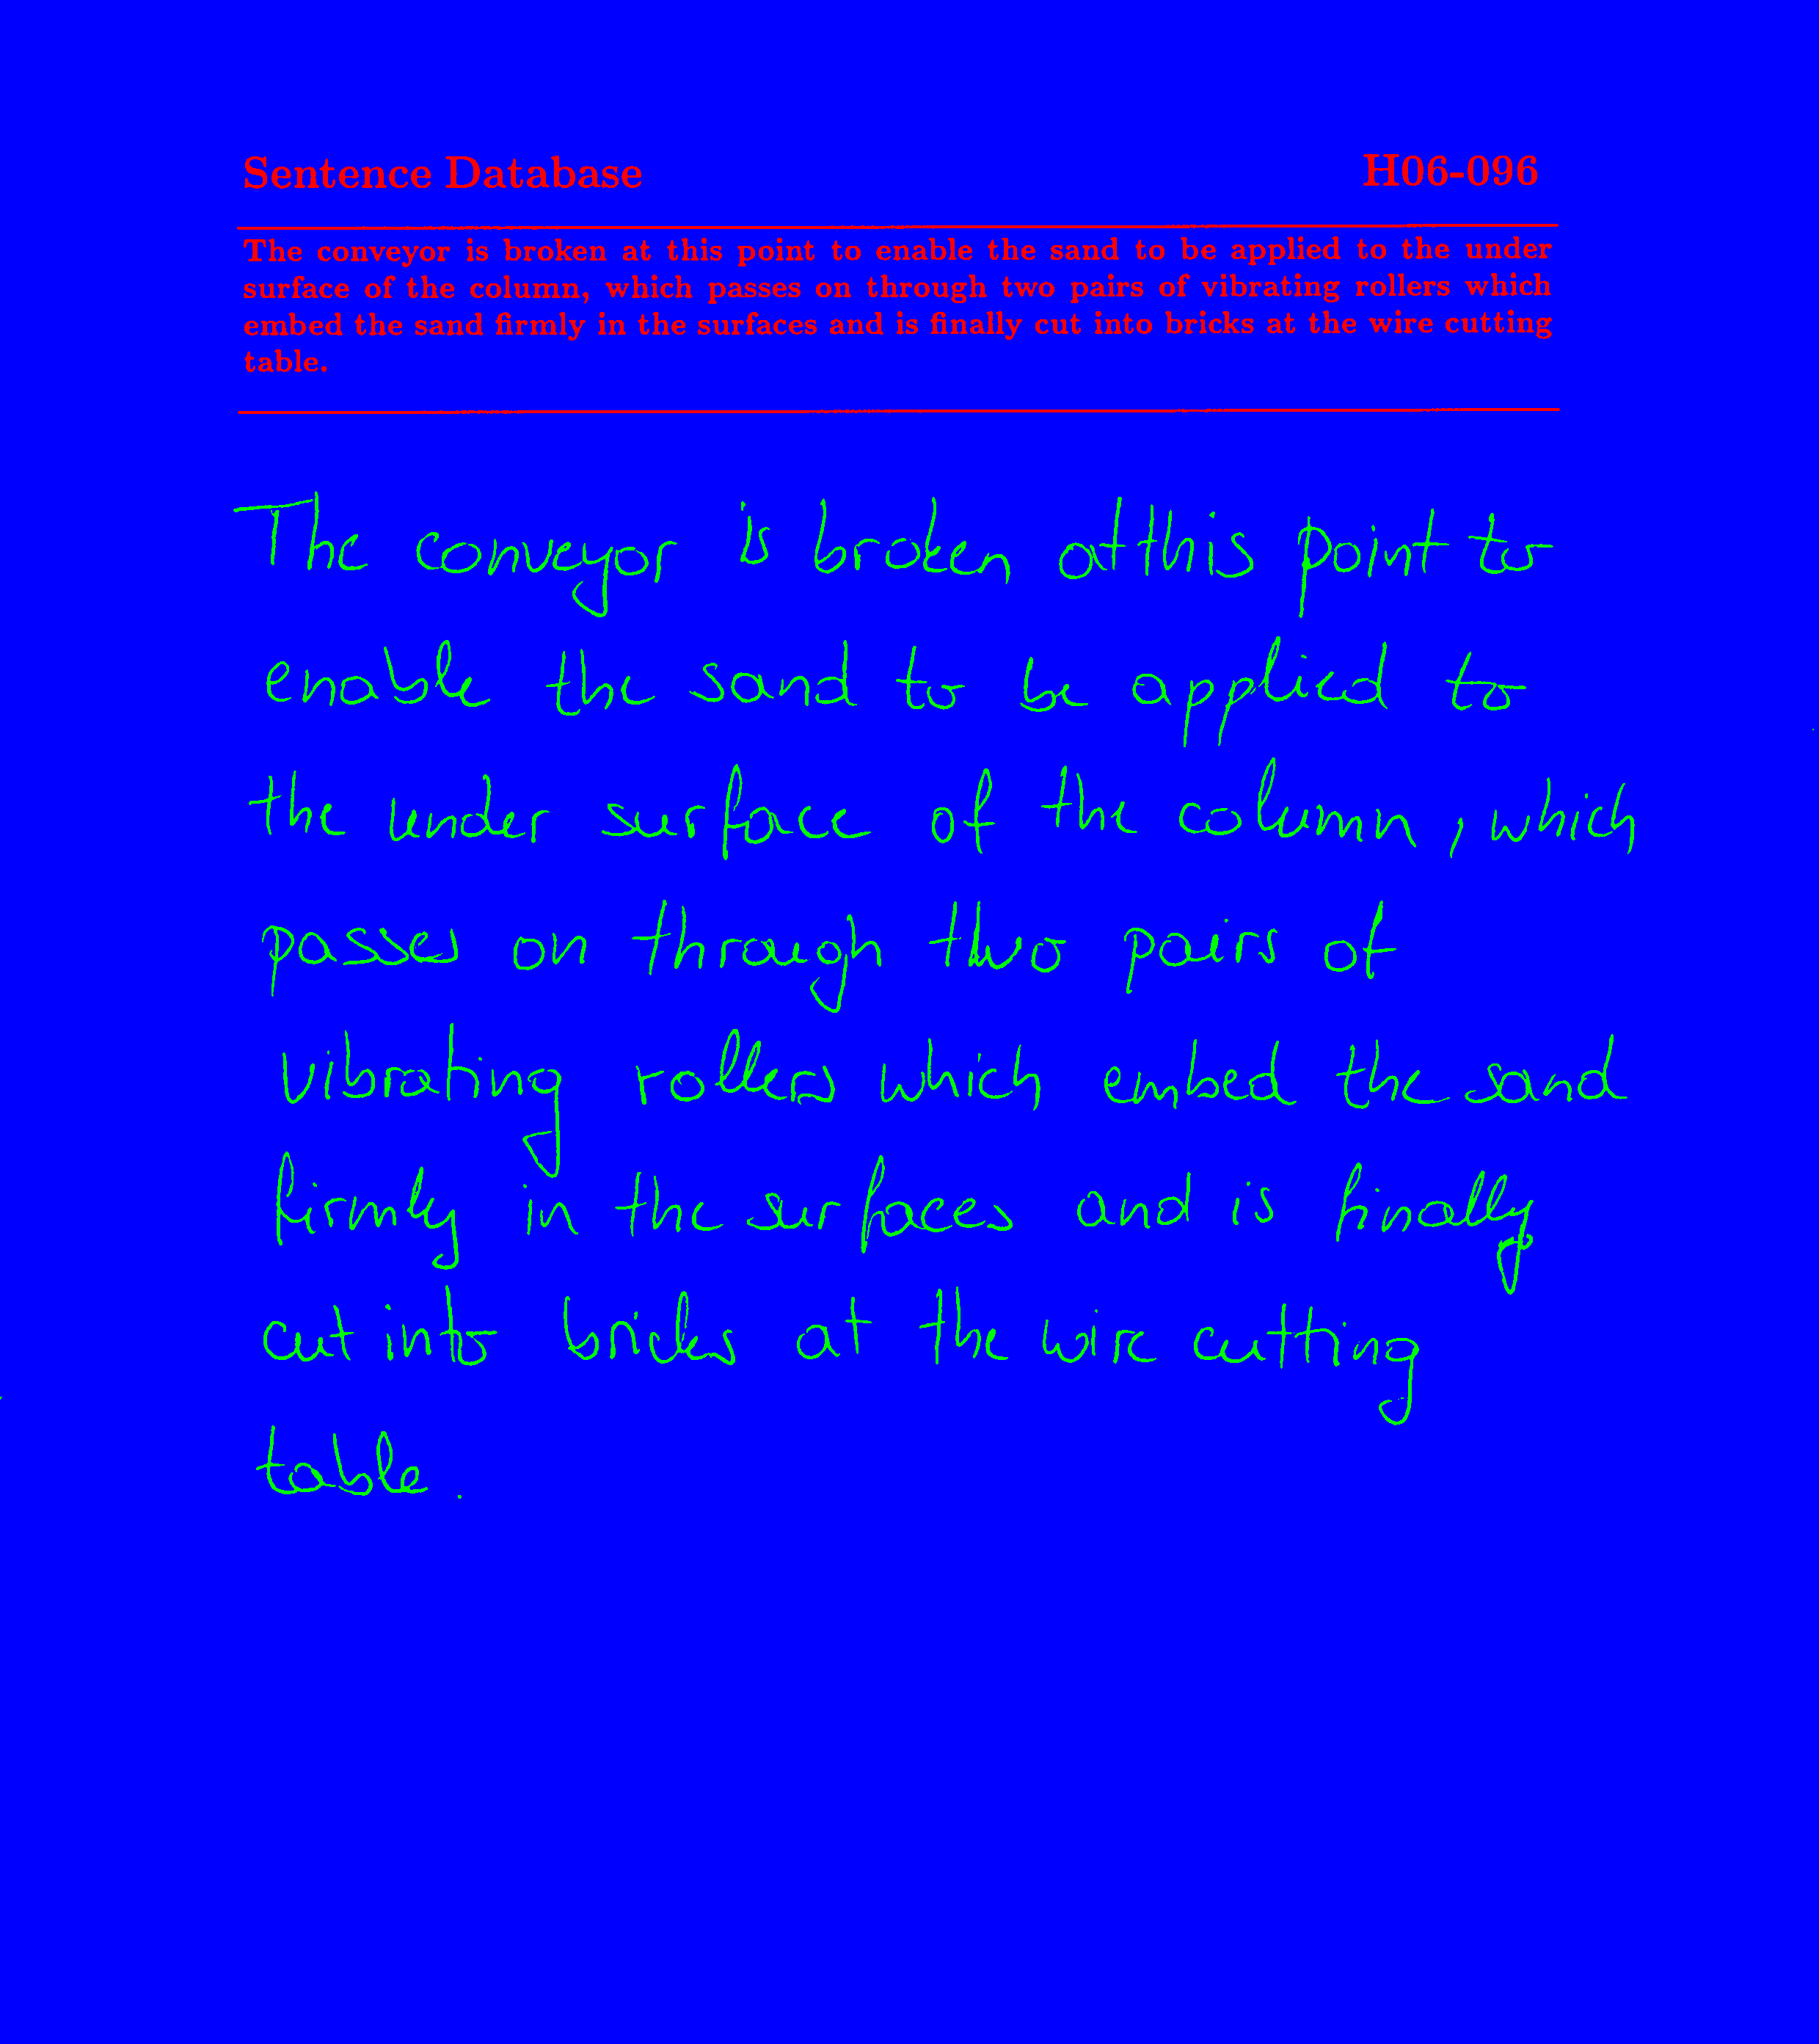 Sentence Database H06-096
The conveyor is broken at this point to enable the sand to be applied to the under
surface of the column, which passes on through two pairs of vibrating rollers which
embed the sand firmly in the surfaces and is finally cut into bricks at the wire cutting
table.
The conveyor is broken at this point to
enable the sand to be applied to
the under surface of the column, which
passes on through two pairs of
vibrating rollers which embed the sand
firmly in the surfaces and is finally
cut into bricks at the wire cutting
table.